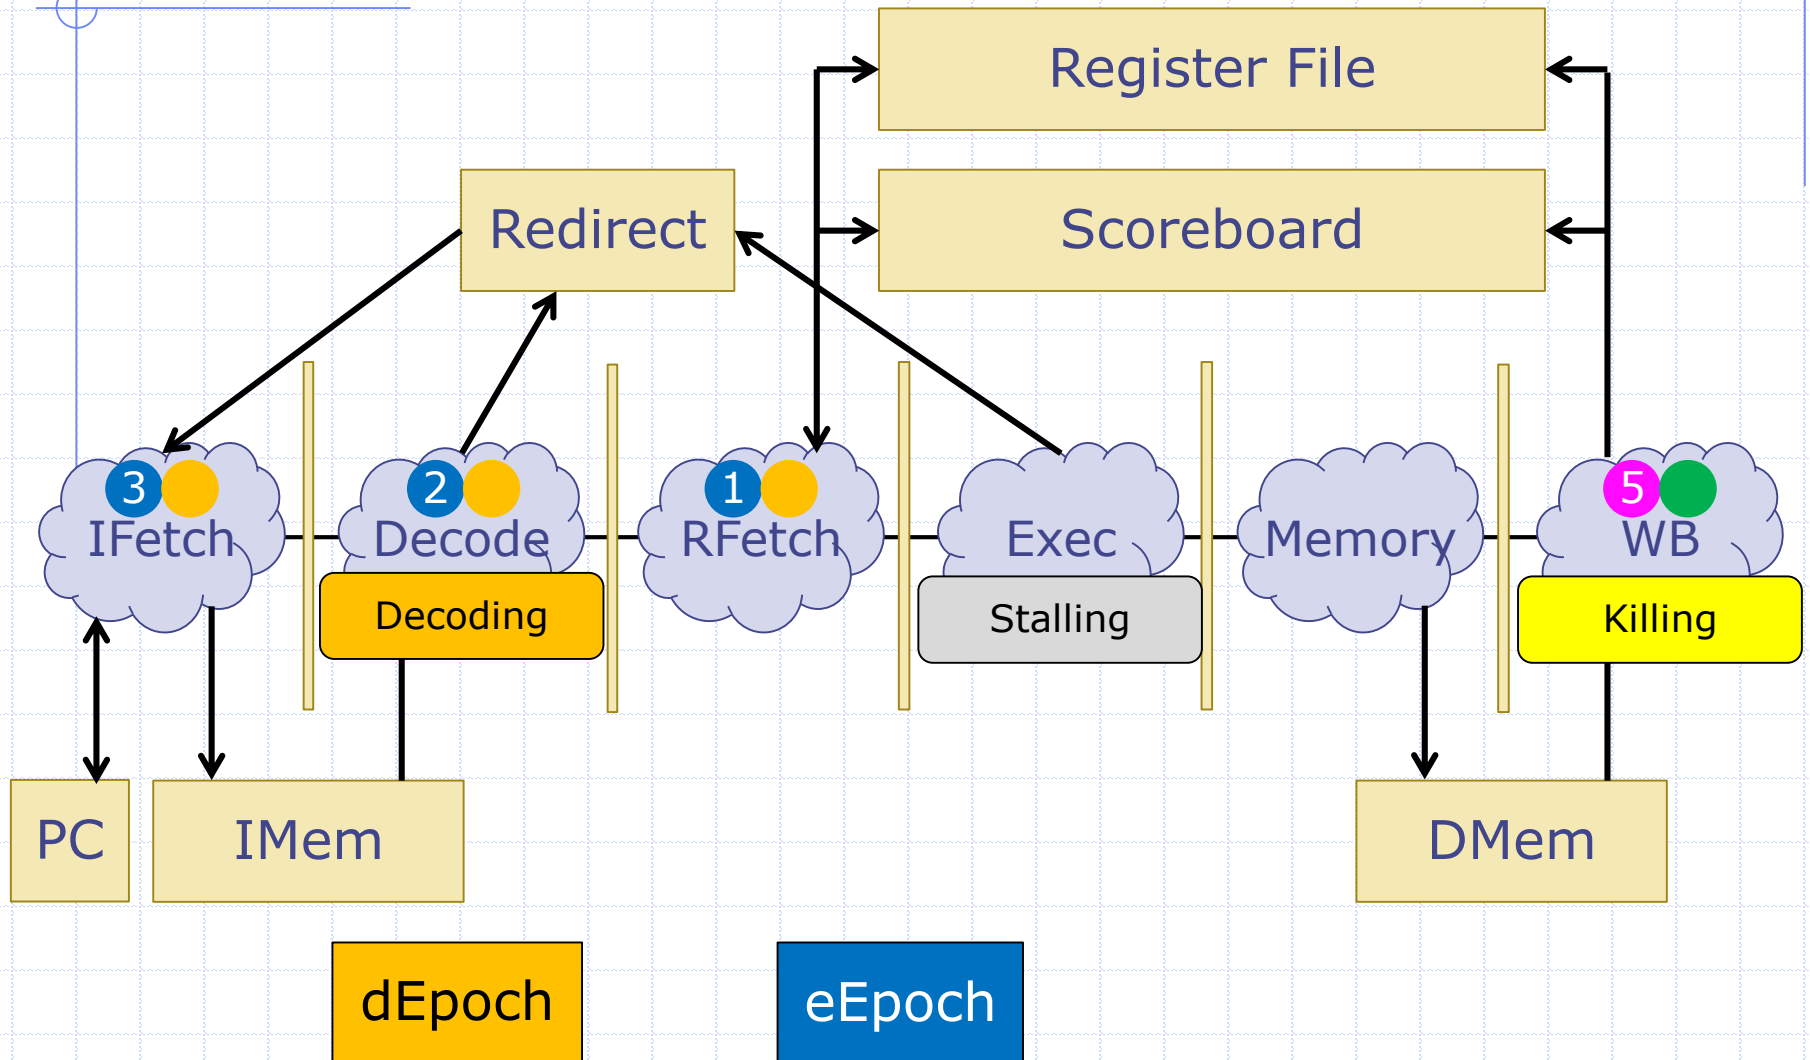 Register File
Redirect
Scoreboard
3
2
1
5
IFetch
Decode
RFetch
Exec
Memory
WB
Decoding
Stalling
Killing
PC
IMem
DMem
dEpoch
eEpoch